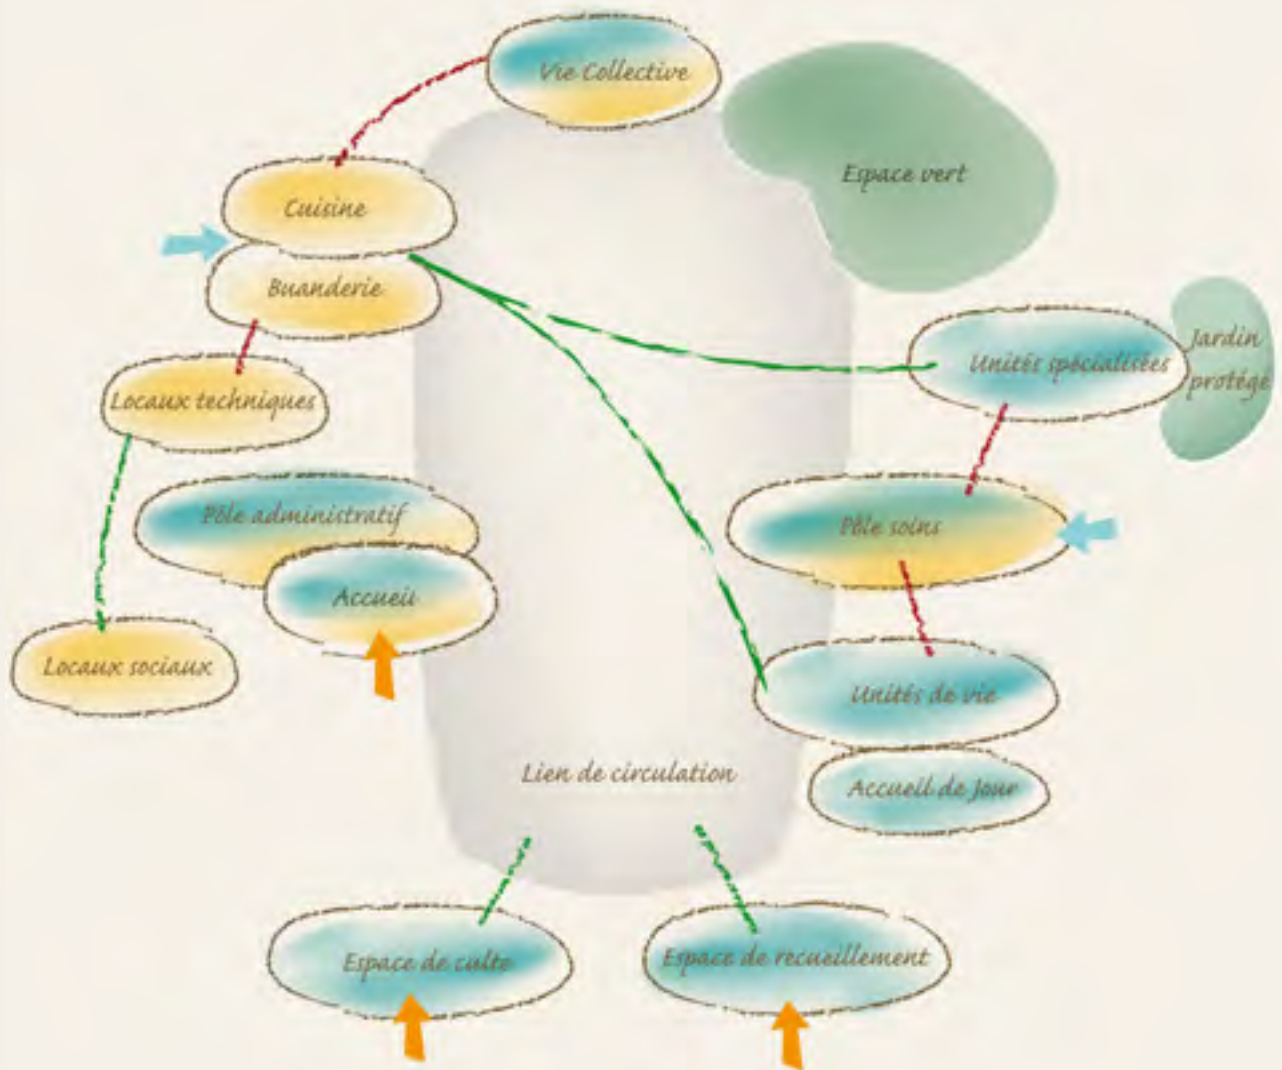 Vie Collective
Espace vert
Cuisine
Buanderie
Unités spécialisées
Jardin
protégé
Locaux techniques
Pôle administratif
Pôle soins
Accueil
Locaux sociaux
Unités de vie
Lien de circulation
Accueil de Jour
Espace de culte
Espace de recueillement